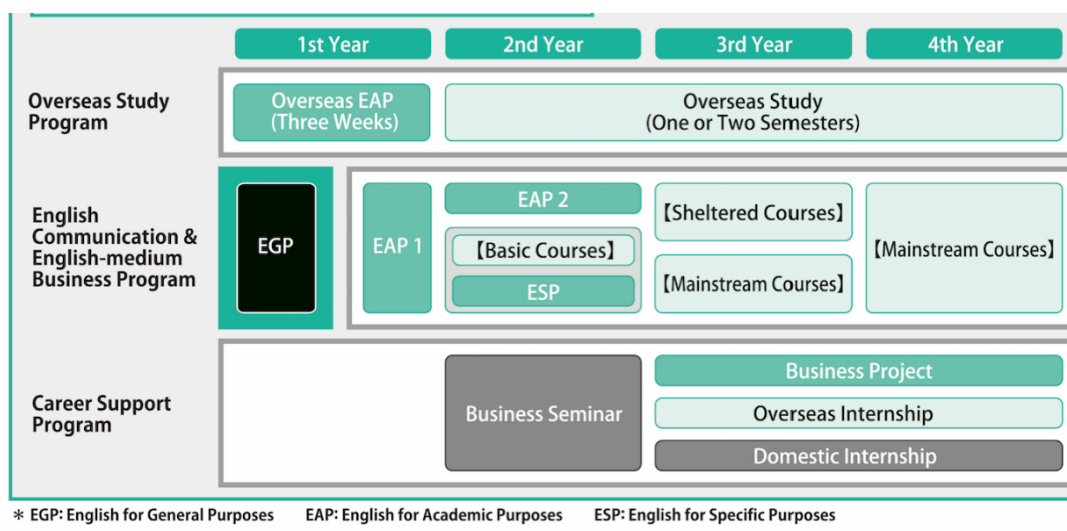 1st Year
2nd Year
3rd Year
4th Year
Overseas Study
Program
Overseas EAP
(Three Weeks)
Overseas Study
(One or Two Semesters)
English
Communication &
English-medium
Business Program
EGP
EAP 1
EAP 2
【Basic Courses】
ESP
【Sheltered Courses】
【Mainstream Courses】
【Mainstream Courses】
Career Support
Program
Business Seminar
Business Project
Overseas Internship
Domestic Internship
* EGP: English for General Purposes EAP: English for Academic Purposes ESP: English for Specific Purposes